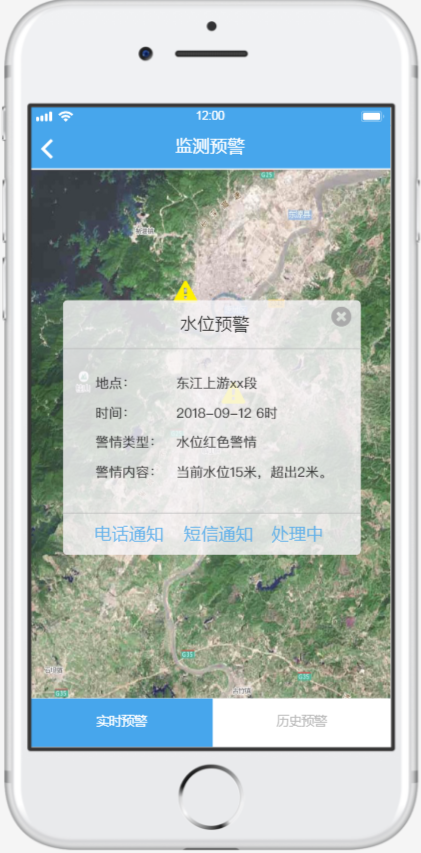 12:00
监测预警
G25
水位预警
地点： 东江上游xx段
时间： 2018-09-12 6时
警情类型： 水位红色警情
警情内容： 当前水位15米，超出2米。
电话通知 短信通知 处理中
G35
G35
实时预警 历史预警